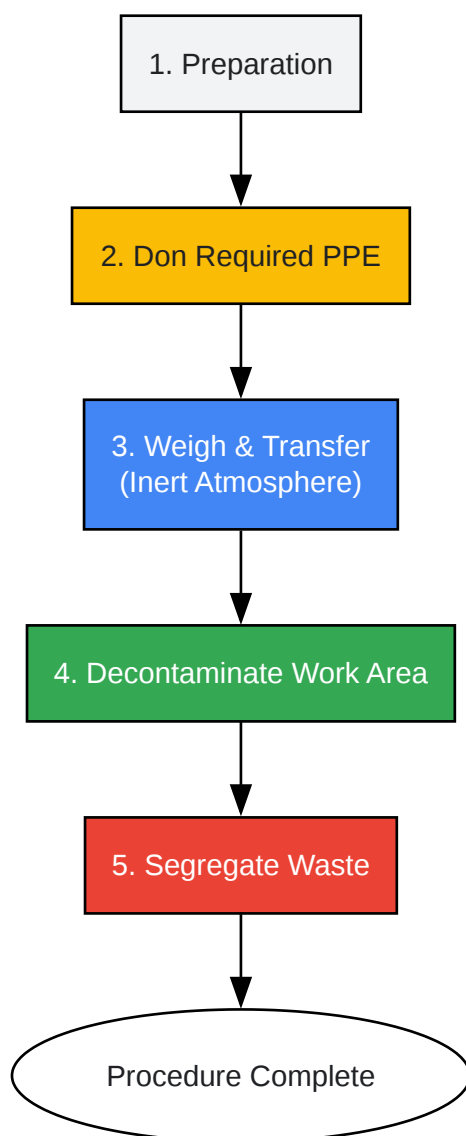 1. Preparation
2. Don Required PPE
3. Weigh & Transfer
(Inert Atmosphere)
4. Decontaminate Work Area
5. Segregate Waste
Procedure Complete